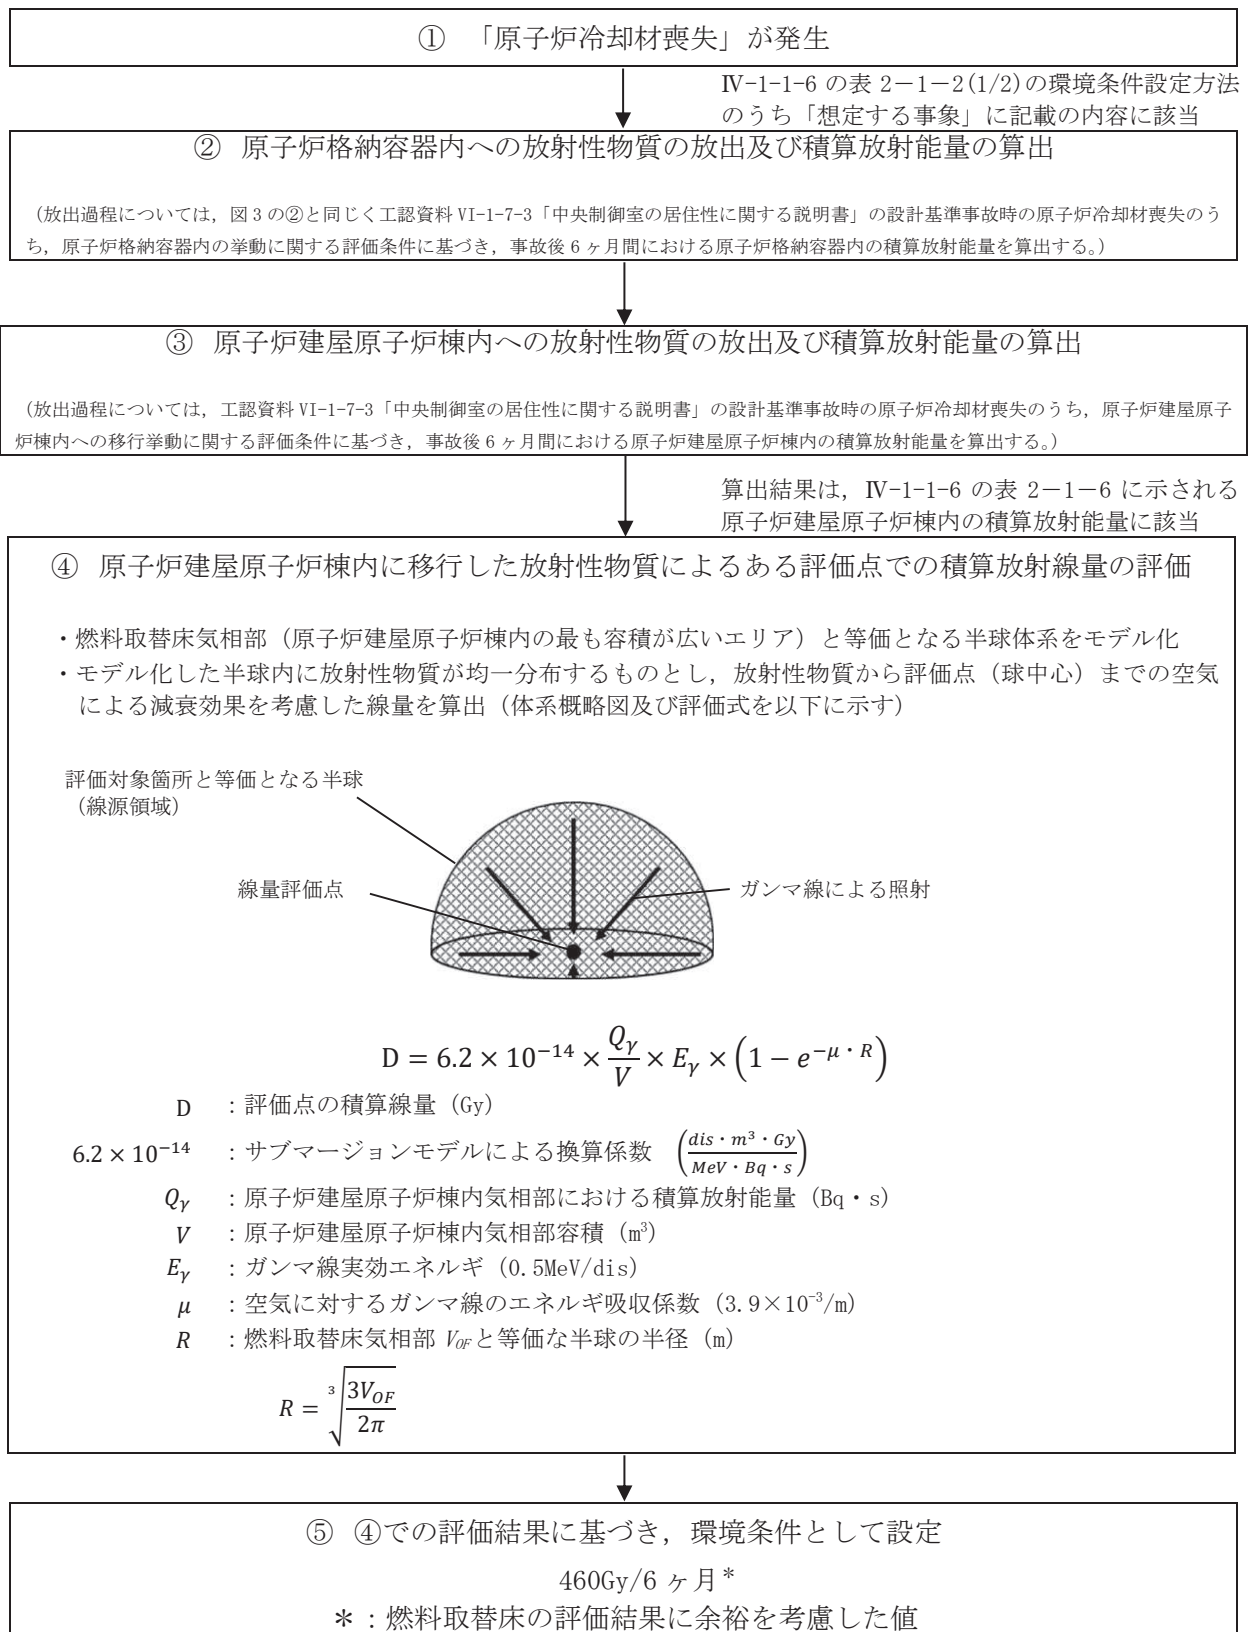 ① 「原子炉冷却材喪失」が発生
Ⅳ-1-1-6 の表 2－1－2(1/2)の環境条件設定方法
のうち「想定する事象」に記載の内容に該当
② 原子炉格納容器内への放射性物質の放出及び積算放射能量の算出
（放出過程については，図 3 の②と同じく工認資料 VI-1-7-3「中央制御室の居住性に関する説明書」の設計基準事故時の原子炉冷却材喪失のう
ち，原子炉格納容器内の挙動に関する評価条件に基づき，事故後 6 ヶ月間における原子炉格納容器内の積算放射能量を算出する。）
③ 原子炉建屋原子炉棟内への放射性物質の放出及び積算放射能量の算出
（放出過程については，工認資料 VI-1-7-3「中央制御室の居住性に関する説明書」の設計基準事故時の原子炉冷却材喪失のうち，原子炉建屋原子
炉棟内への移行挙動に関する評価条件に基づき，事故後 6 ヶ月間における原子炉建屋原子炉棟内の積算放射能量を算出する。）
算出結果は，Ⅳ-1-1-6 の表 2－1－6 に示される
原子炉建屋原子炉棟内の積算放射能量に該当
④ 原子炉建屋原子炉棟内に移行した放射性物質によるある評価点での積算放射線量の評価
・燃料取替床気相部（原子炉建屋原子炉棟内の最も容積が広いエリア）と等価となる半球体系をモデル化
・モデル化した半球内に放射性物質が均一分布するものとし，放射性物質から評価点（球中心）までの空気
による減衰効果を考慮した線量を算出（体系概略図及び評価式を以下に示す）
評価対象箇所と等価となる半球
（線源領域）
線量評価点
ガンマ線による照射
D = 6.2 × 10⁻¹⁴ × Q_γ/V × E_γ × (1 − e^(−μ・R))
D ：評価点の積算線量（Gy）
6.2 × 10⁻¹⁴ ：サブマージョンモデルによる換算係数 (dis・m³・Gy/MeV・Bq・s)
Q_γ ：原子炉建屋原子炉棟内気相部における積算放射能量（Bq・s）
V ：原子炉建屋原子炉棟内気相部容積（m³）
E_γ ：ガンマ線実効エネルギ（0.5MeV/dis）
μ ：空気に対するガンマ線のエネルギ吸収係数（3.9×10⁻³/m）
R ：燃料取替床気相部 V_OF と等価な半球の半径（m）
R = ³√(3V_OF/2π)
⑤ ④での評価結果に基づき，環境条件として設定
460Gy/6 ヶ月＊
＊：燃料取替床の評価結果に余裕を考慮した値